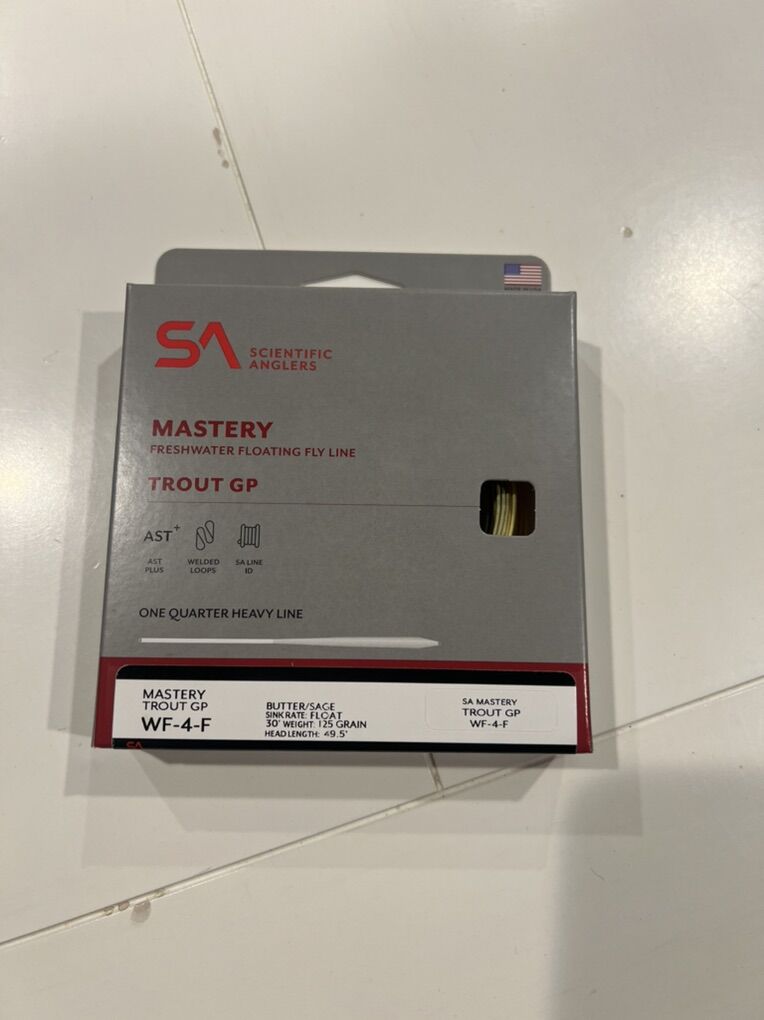 SA SCIENTIFIC
ANGLERS
MASTERY
FRESHWATER FLOATING FLY LINE
TROUT GP
AST+
AST
PLUS
WELDED
LOOPS
SA LINE
ID
ONE QUARTER HEAVY LINE
MASTERY
TROUT GP
WF-4-F
BUTTER/SAGE
SINK RATE: FLOAT
30' WEIGHT: 125 GRAIN
HEAD LENGTH: 49.5'
SA MASTERY
TROUT GP
WF-4-F
SA